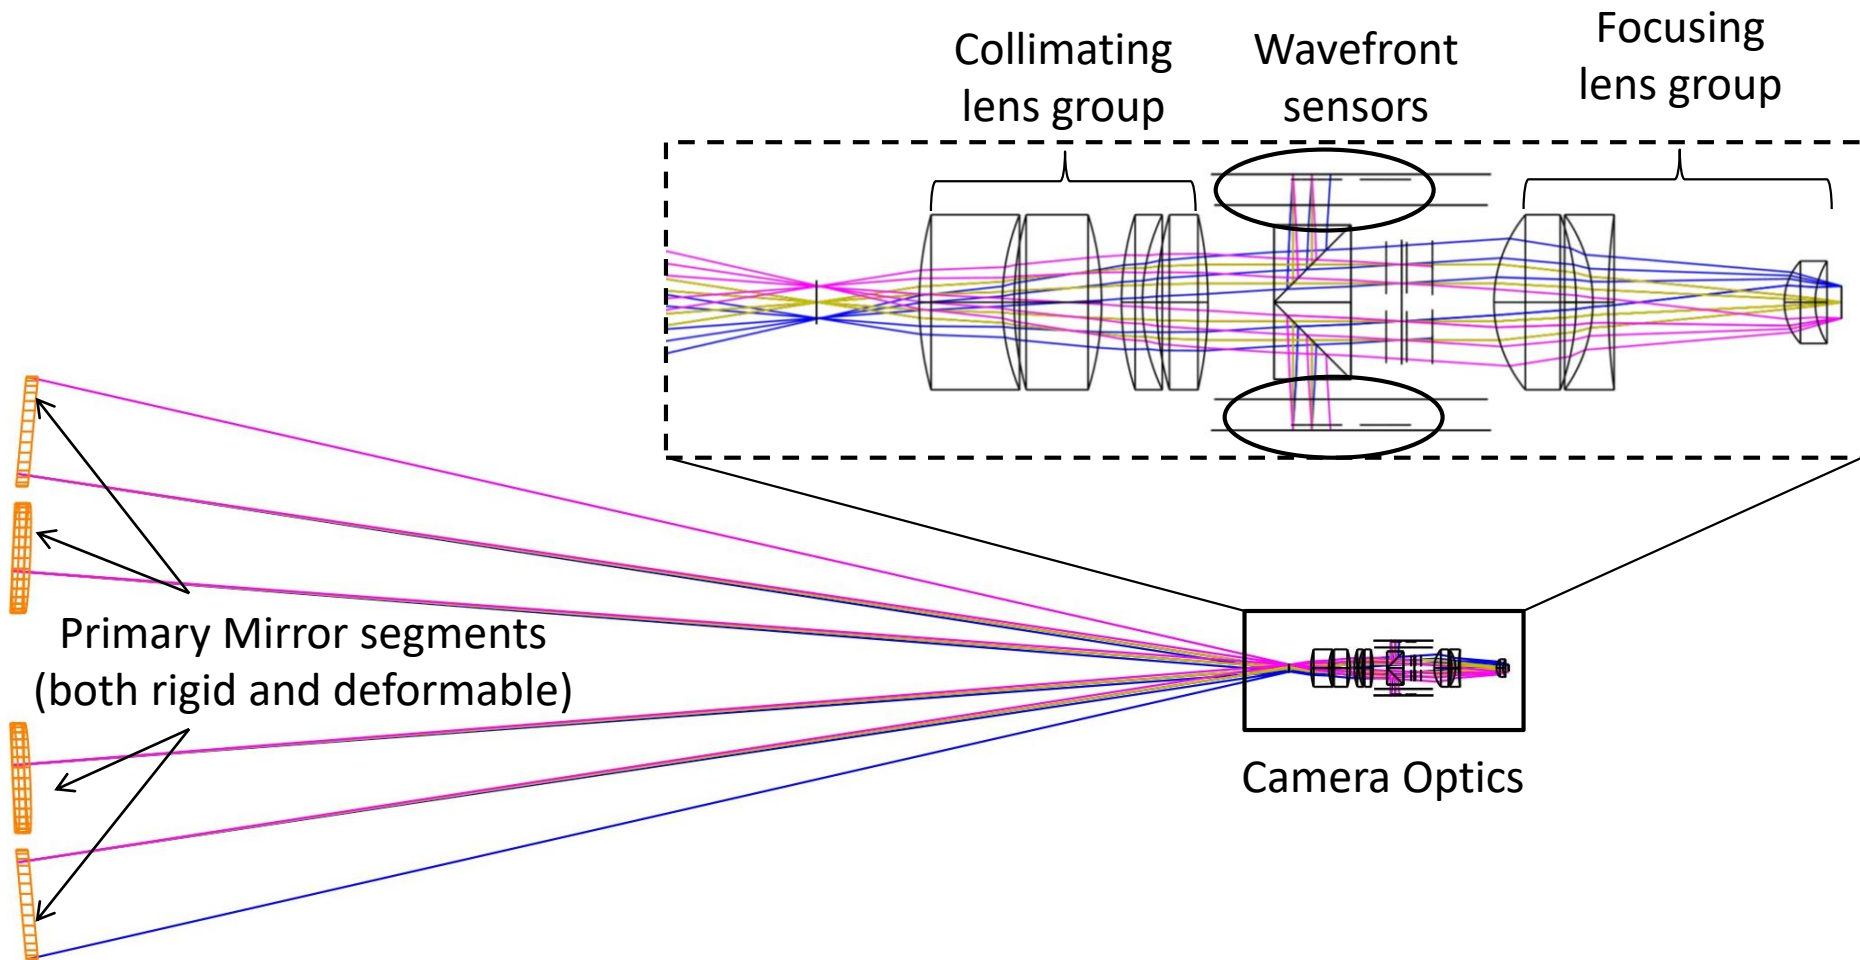 Collimating
lens group
Wavefront
sensors
Focusing
lens group
Primary Mirror segments
(both rigid and deformable)
Camera Optics